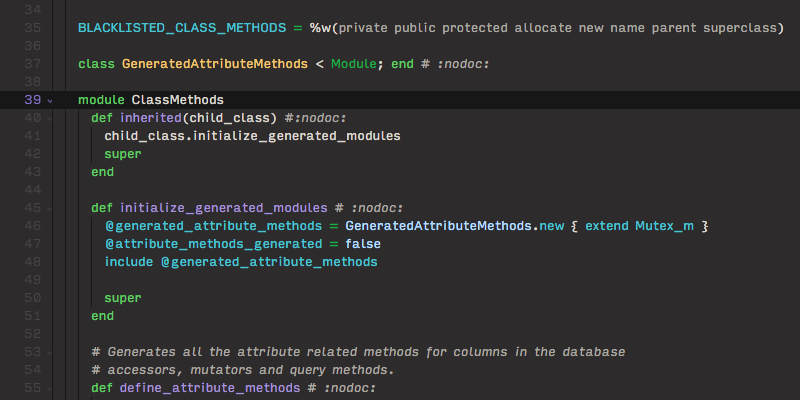 34
35 BLACKLISTED_CLASS_METHODS = %w(private public protected allocate new name parent superclass)
36
37 class GeneratedAttributeMethods < Module; end # :nodoc:
38
39 module ClassMethods
40 def inherited(child_class) #:nodoc:
41 child_class.initialize_generated_modules
42 super
43 end
44
45 def initialize_generated_modules # :nodoc:
46 @generated_attribute_methods = GeneratedAttributeMethods.new { extend Mutex_m }
47 @attribute_methods_generated = false
48 include @generated_attribute_methods
49
50 super
51 end
52
53 # Generates all the attribute related methods for columns in the database
54 # accessors, mutators and query methods.
55 def define_attribute_methods # :nodoc: